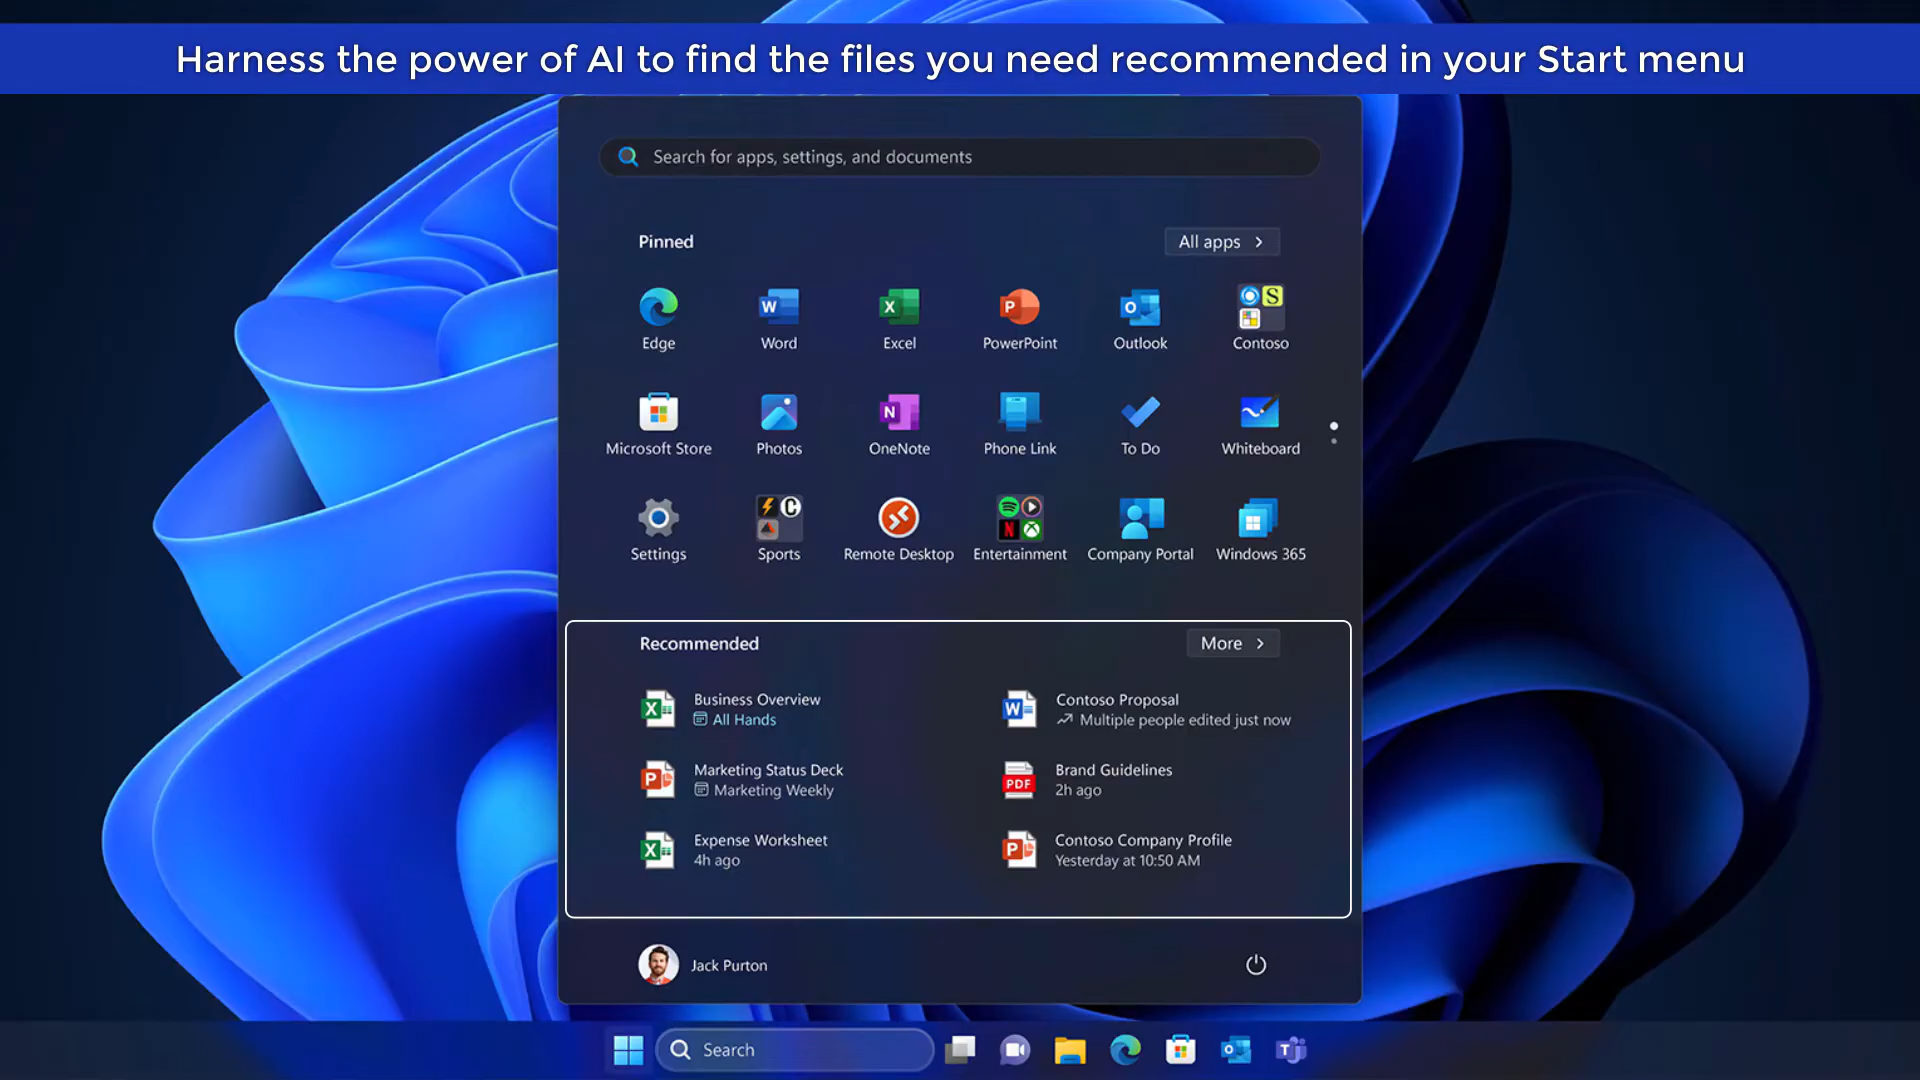 Harness the power of AI to find the files you need recommended in your Start menu
Search for apps, settings, and documents
Pinned
All apps
Edge
Word
Excel
PowerPoint
Outlook
Contoso
Microsoft Store
Photos
OneNote
Phone Link
To Do
Whiteboard
Settings
Sports
Remote Desktop
Entertainment
Company Portal
Windows 365
Recommended
More
Business Overview
All Hands
Contoso Proposal
Multiple people edited just now
Marketing Status Deck
Marketing Weekly
PDF
Brand Guidelines
2h ago
Expense Worksheet
4h ago
Contoso Company Profile
Yesterday at 10:50 AM
Jack Purton
Search